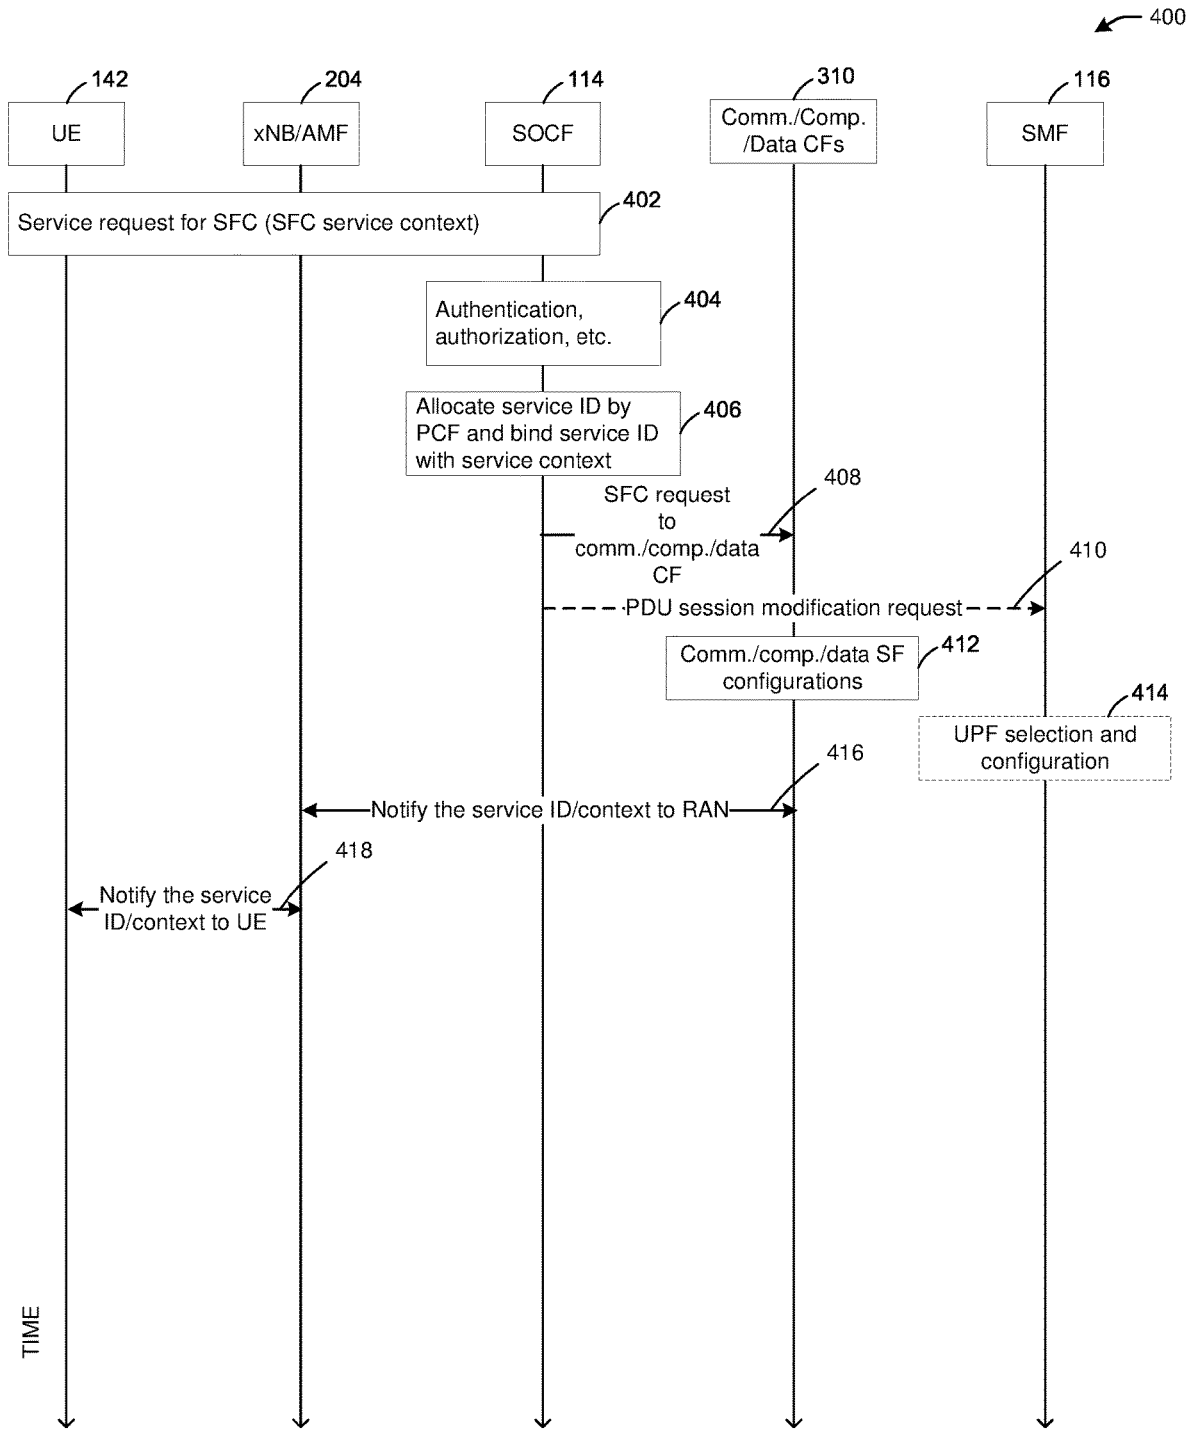 400
142
204
114
310
116
UE
xNB/AMF
SOCF
Comm./Comp.
/Data CFs
SMF
402
Service request for SFC (SFC service context)
404
Authentication,
authorization, etc.
406
Allocate service ID by
PCF and bind service ID
with service context
408
SFC request
to
comm./comp./data
CF
410
PDU session modification request
412
Comm./comp./data SF
configurations
414
UPF selection and
configuration
416
Notify the service ID/context to RAN
418
Notify the service
ID/context to UE
TIME